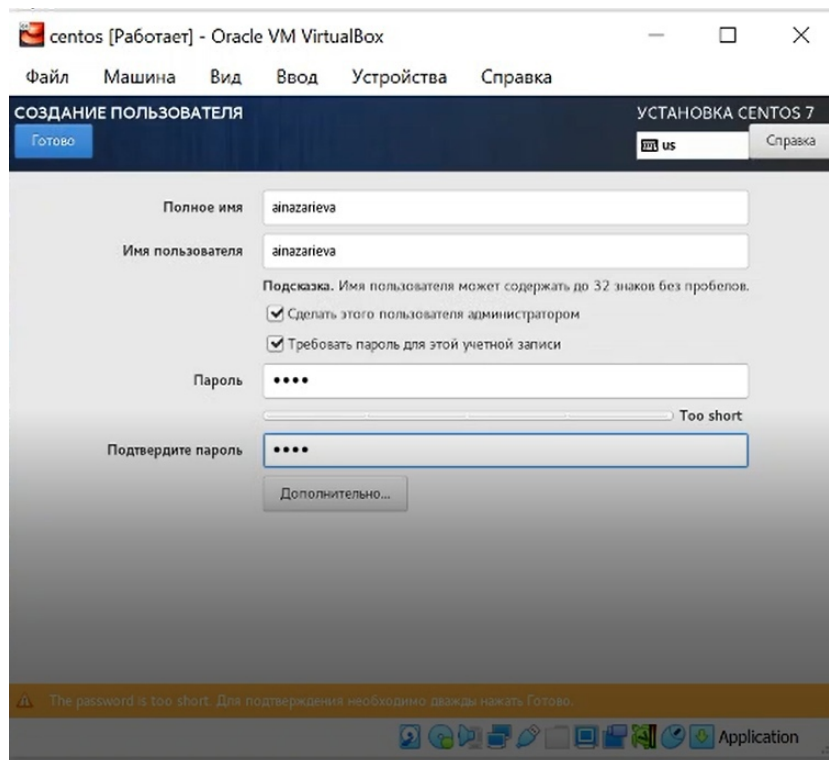 centos [Работает] - Oracle VM VirtualBox
Файл Машина Вид Ввод Устройства Справка
СОЗДАНИЕ ПОЛЬЗОВАТЕЛЯ
УСТАНОВКА CENTOS 7
Готово
us
Справка
Полное имя
ainazarieva
Имя пользователя
ainazarieva
Подсказка. Имя пользователя может содержать до 32 знаков без пробелов.
Сделать этого пользователя администратором
Требовать пароль для этой учетной записи
Пароль
••••
Too short
Подтвердите пароль
••••
Дополнительно...
The password is too short. Для подтверждения необходимо дважды нажать Готово.
Application